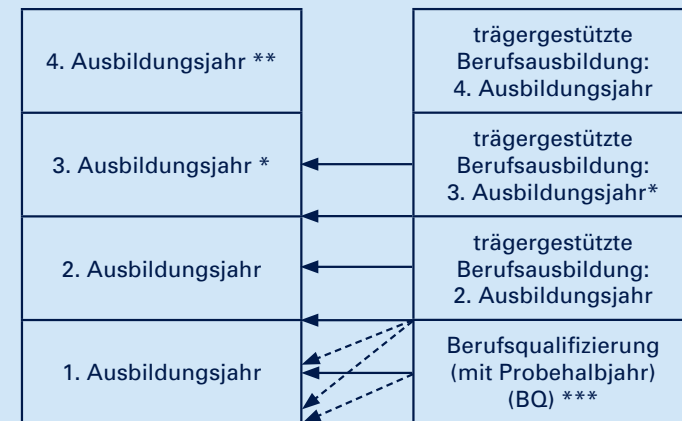 4. Ausbildungsjahr **
3. Ausbildungsjahr *
2. Ausbildungsjahr
1. Ausbildungsjahr
trägergestützte
Berufsausbildung:
4. Ausbildungsjahr
trägergestützte
Berufsausbildung:
3. Ausbildungsjahr*
trägergestützte
Berufsausbildung:
2. Ausbildungsjahr
Berufsqualifizierung
(mit Probehalbjahr)
(BQ) ***